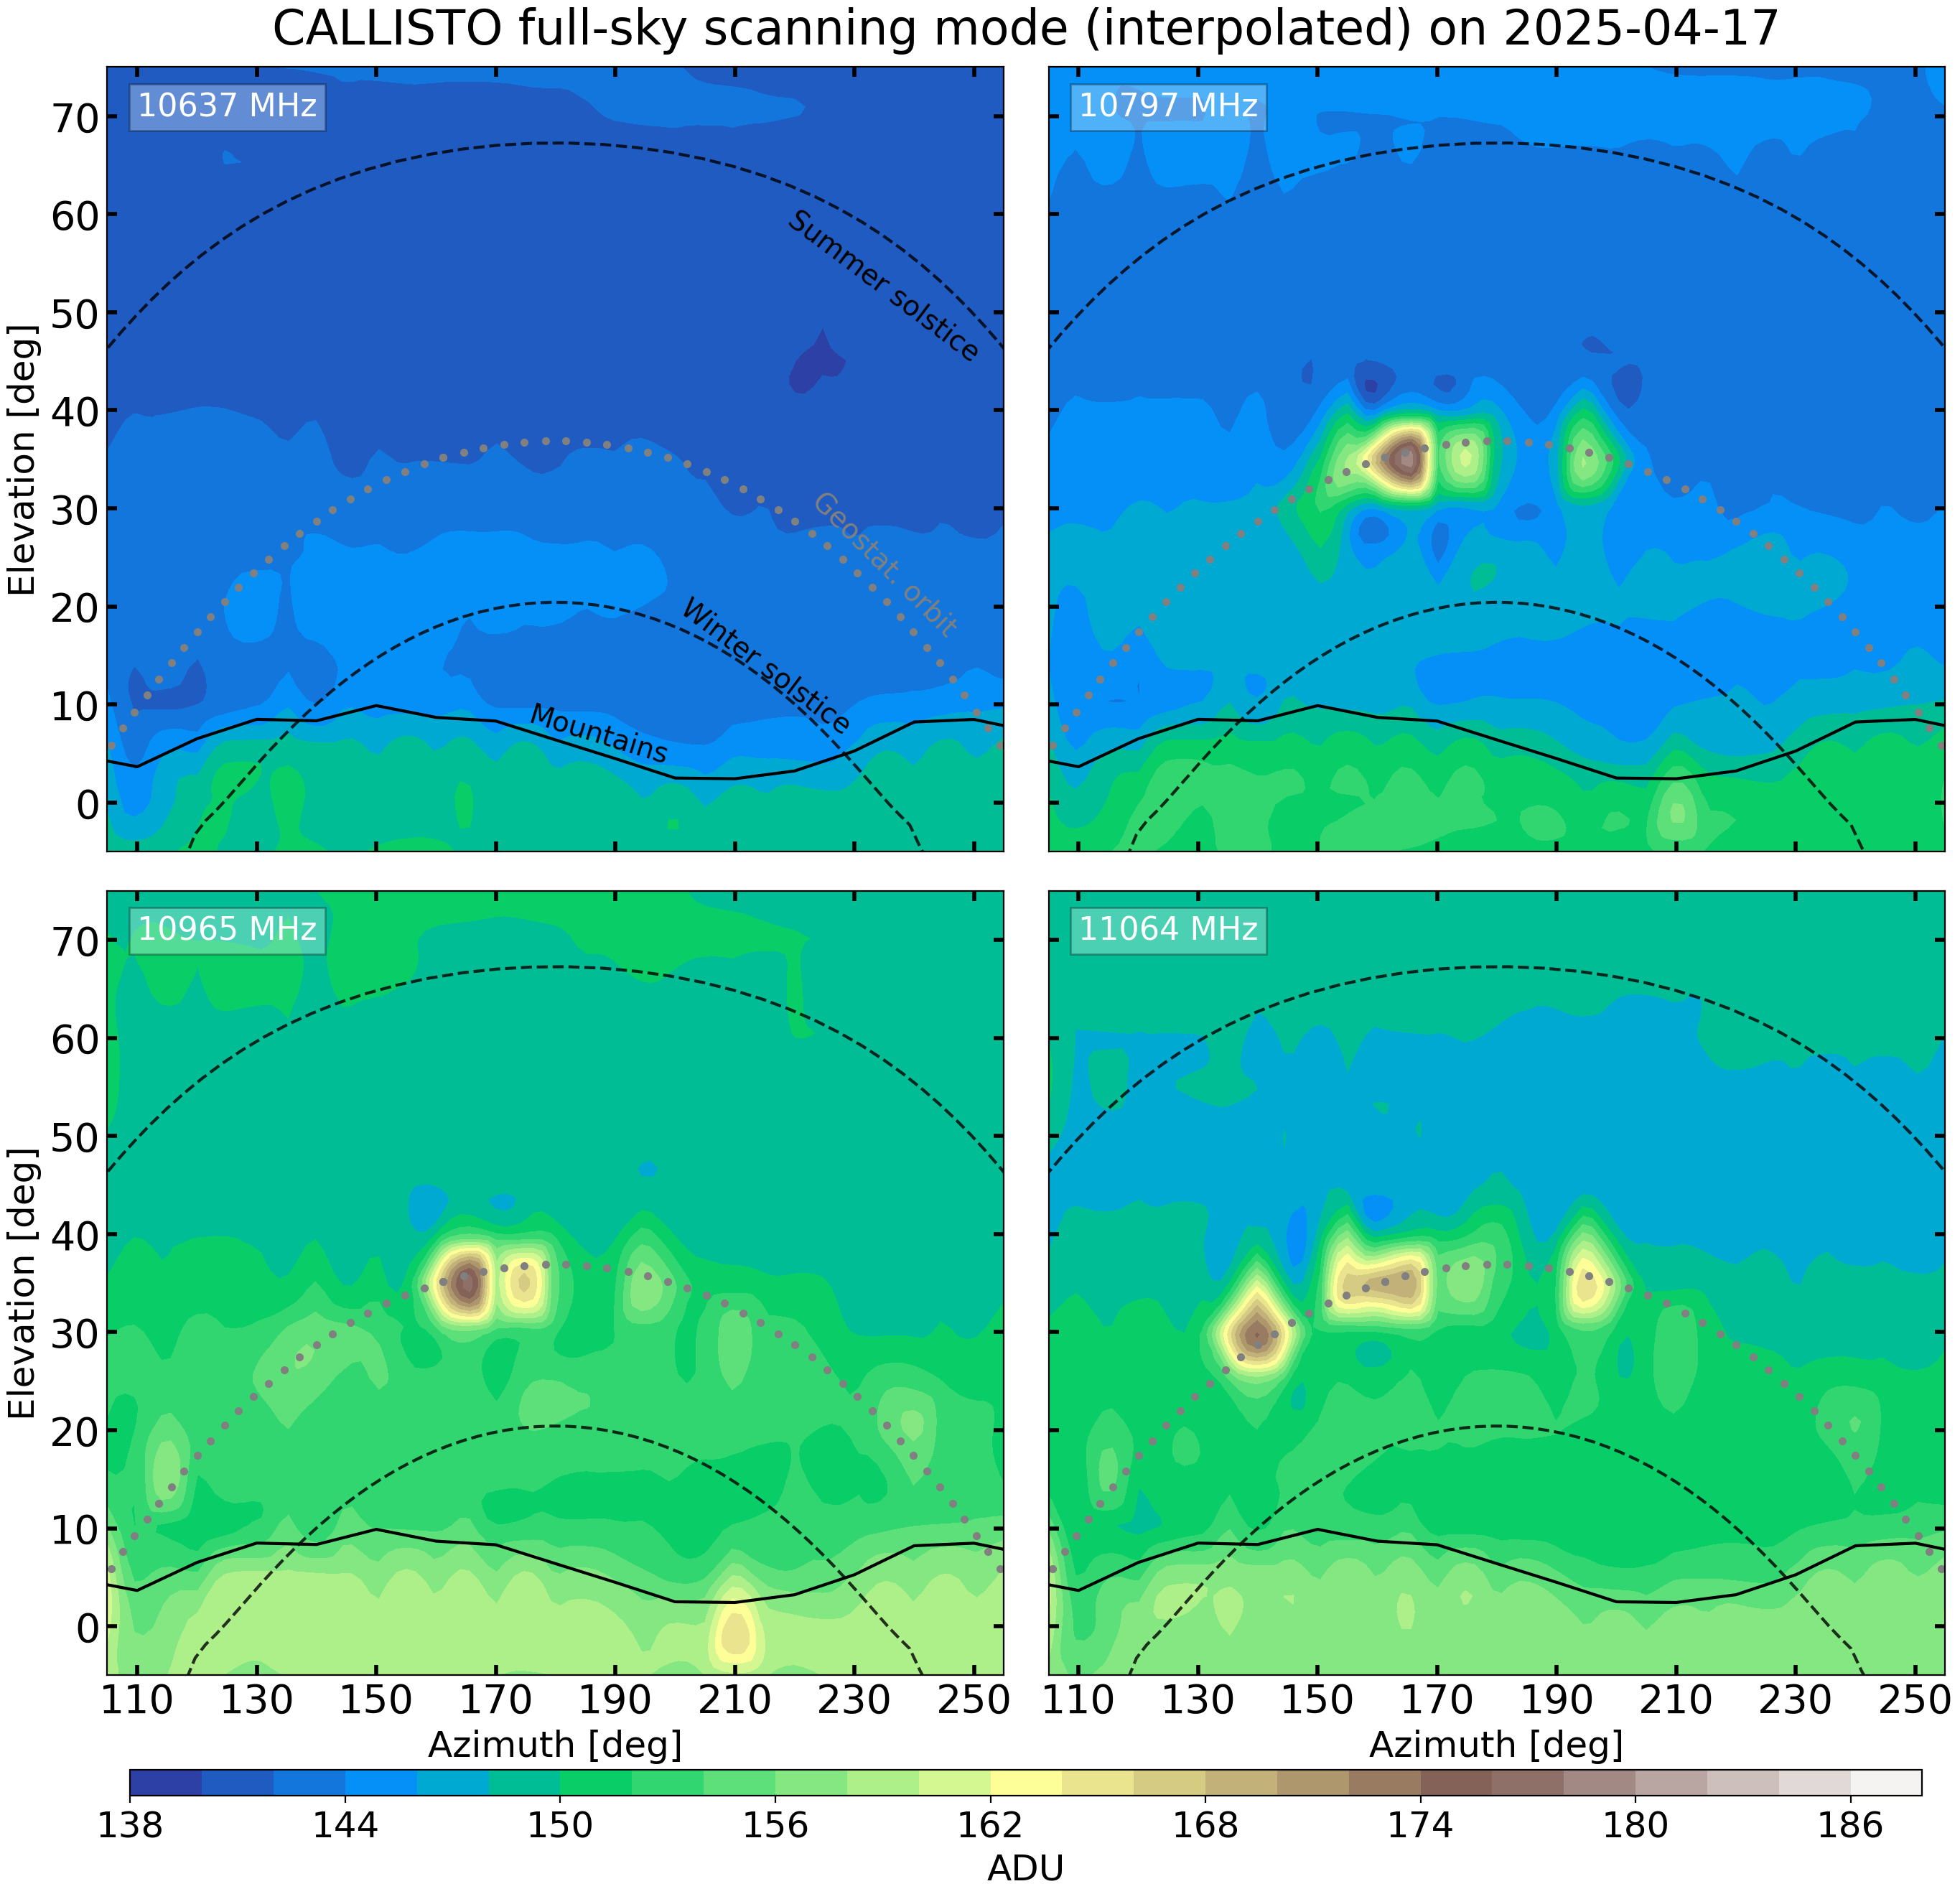 CALLISTO full-sky scanning mode (interpolated) on 2025-04-17
10637 MHz
10797 MHz
70
60
50
40
30
20
10
0
Elevation [deg]
Summer solstice
Geostat. orbit
Winter solstice
Mountains
10965 MHz
11064 MHz
70
60
50
40
30
20
10
0
Elevation [deg]
110 130 150 170 190 210 230 250
110 130 150 170 190 210 230 250
Azimuth [deg]
Azimuth [deg]
138 144 150 156 162 168 174 180 186
ADU